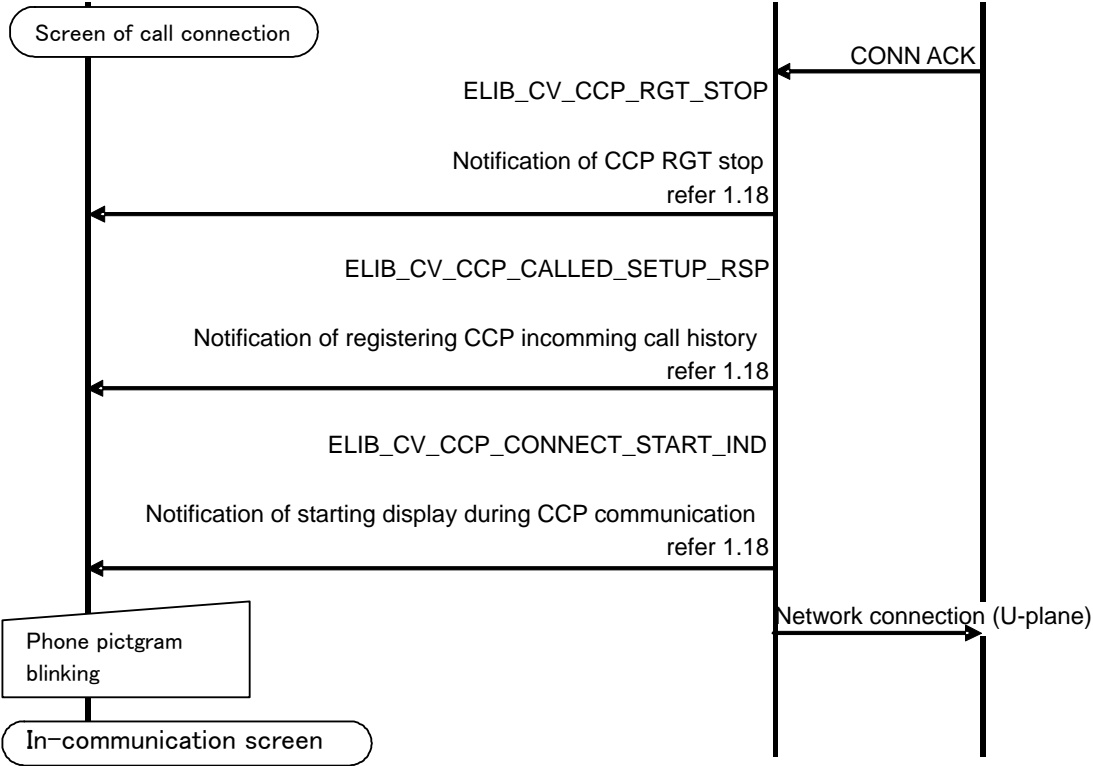 Screen of call connection
CONN ACK
ELIB_CV_CCP_RGT_STOP
Notification of CCP RGT stop
refer 1.18
ELIB_CV_CCP_CALLED_SETUP_RSP
Notification of registering CCP incomming call history
refer 1.18
ELIB_CV_CCP_CONNECT_START_IND
Notification of starting display during CCP communication
refer 1.18
Network connection (U-plane)
Phone pictgram
blinking
In-communication screen